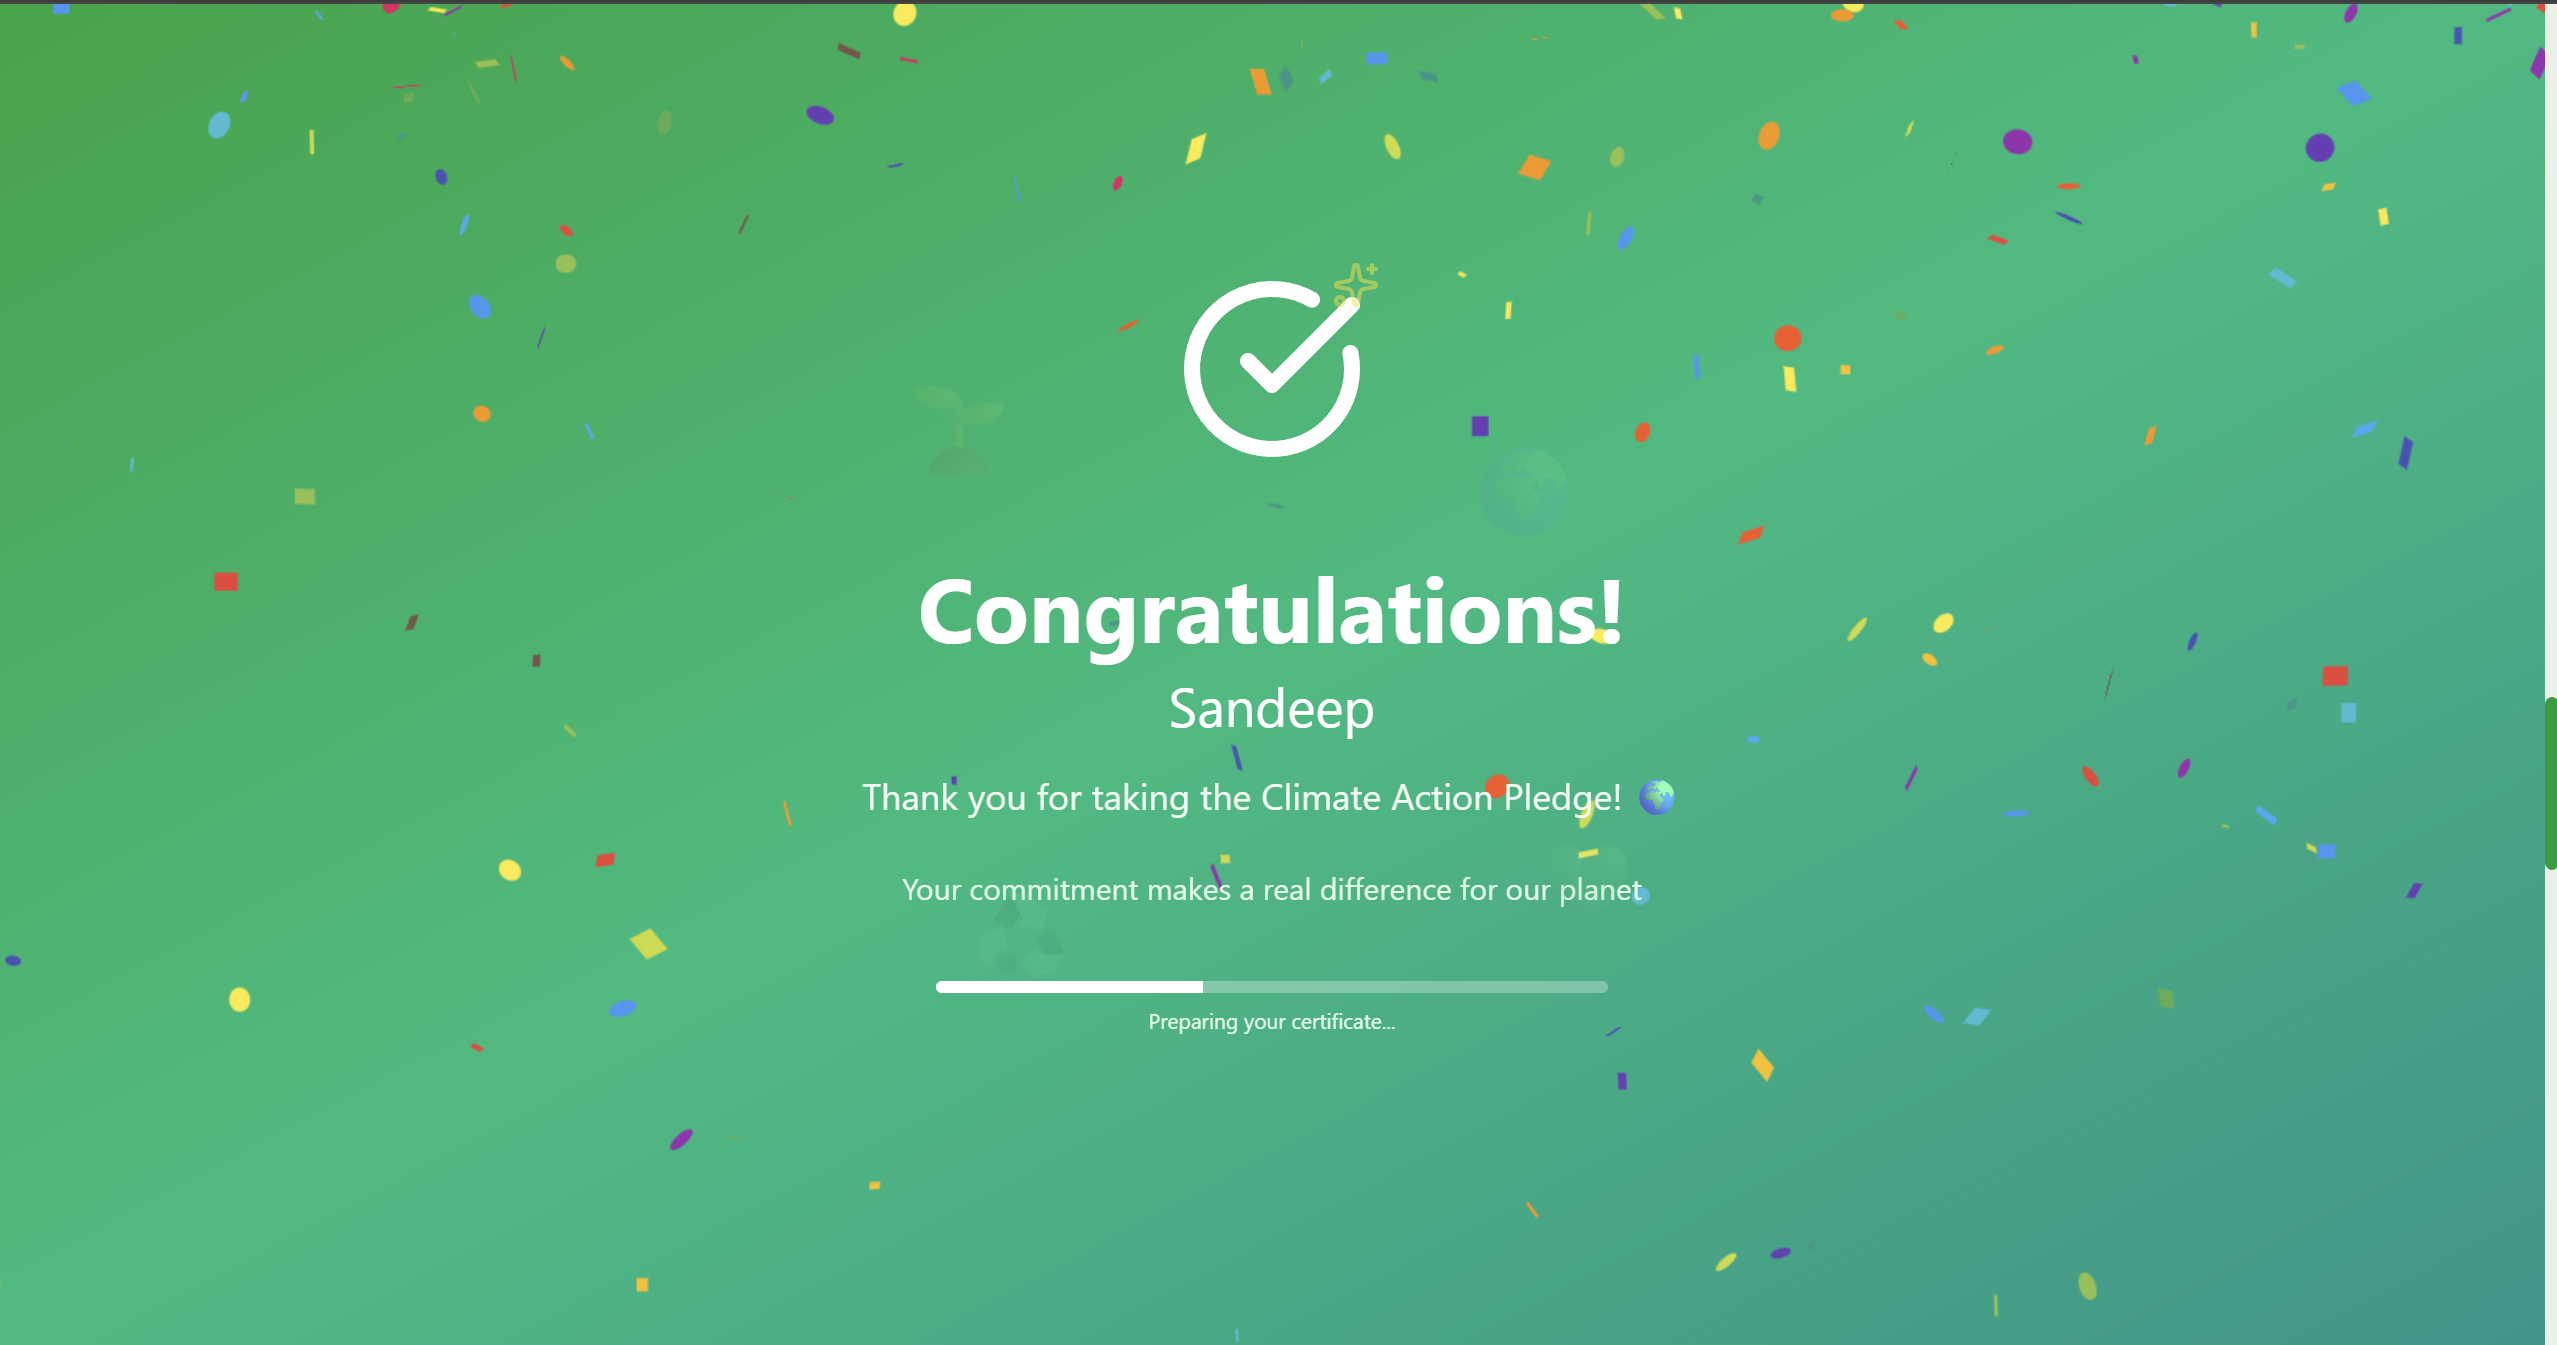 Congratulations!
Sandeep
Thank you for taking the Climate Action Pledge! 🌍
Your commitment makes a real difference for our planet
Preparing your certificate...